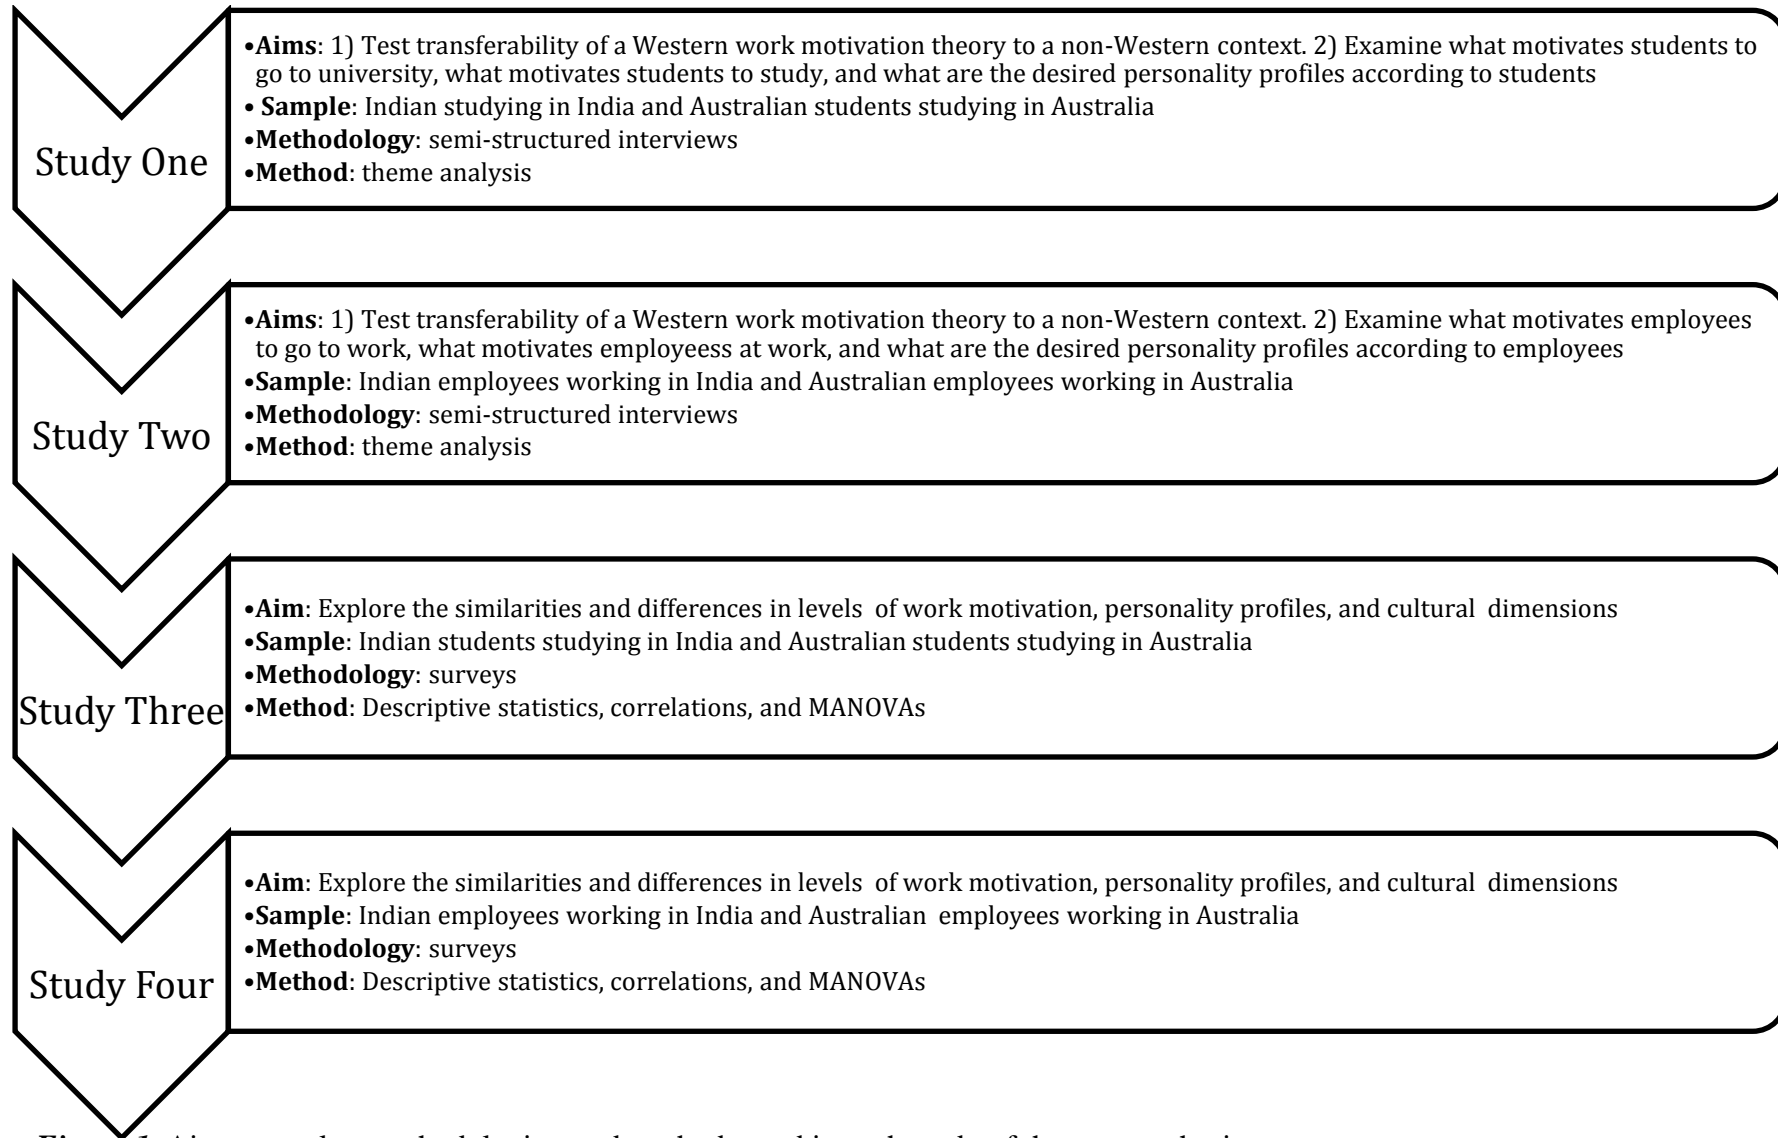 •Aims: 1) Test transferability of a Western work motivation theory to a non-Western context. 2) Examine what motivates students to
go to university, what motivates students to study, and what are the desired personality profiles according to students
• Sample: Indian studying in India and Australian students studying in Australia
•Methodology: semi-structured interviews
•Method: theme analysis
Study One
•Aims: 1) Test transferability of a Western work motivation theory to a non-Western context. 2) Examine what motivates employees
to go to work, what motivates employeess at work, and what are the desired personality profiles according to employees
•Sample: Indian employees working in India and Australian employees working in Australia
•Methodology: semi-structured interviews
•Method: theme analysis
Study Two
•Aim: Explore the similarities and differences in levels of work motivation, personality profiles, and cultural dimensions
•Sample: Indian students studying in India and Australian students studying in Australia
•Methodology: surveys
•Method: Descriptive statistics, correlations, and MANOVAs
Study Three
•Aim: Explore the similarities and differences in levels of work motivation, personality profiles, and cultural dimensions
•Sample: Indian employees working in India and Australian employees working in Australia
•Methodology: surveys
•Method: Descriptive statistics, correlations, and MANOVAs
Study Four